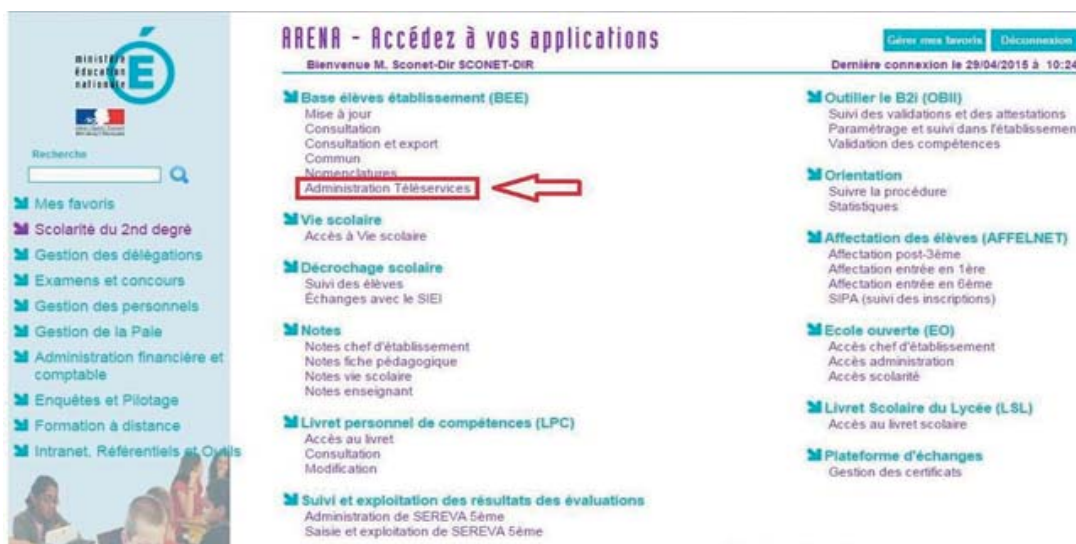 ministère
éducation
nationale
Recherche
Mes favoris
Scolarité du 2nd degré
Gestion des délégations
Examens et concours
Gestion des personnels
Gestion de la Paie
Administration financière et
comptable
Enquêtes et Pilotage
Formation à distance
Intranet, Référentiels et Outils
ARENA - Accédez à vos applications
Gérer mes favoris
Déconnexion
Bienvenue M. Sconet-Dir SCONET-DIR
Dernière connexion le 29/04/2015 à 10:24
Base élèves établissement (BEE)
Mise à jour
Consultation
Consultation et export
Commun
Nomenclatures
Administration Téléservices
Vie scolaire
Accès à Vie scolaire
Décrochage scolaire
Suivi des élèves
Échanges avec le SIEI
Notes
Notes chef d'établissement
Notes fiche pédagogique
Notes vie scolaire
Notes enseignant
Livret personnel de compétences (LPC)
Accès au livret
Consultation
Modification
Suivi et exploitation des résultats des évaluations
Administration de SEREVA 5ème
Saisie et exploitation de SEREVA 5ème
Outiller le B2i (OBII)
Suivi des validations et des attestations
Paramétrage et suivi dans l'établissemen
Validation des compétences
Orientation
Suivre la procédure
Statistiques
Affectation des élèves (AFFELNET)
Affectation post-3ème
Affectation entrée en 1ère
Affectation entrée en 6ème
SIPA (suivi des inscriptions)
Ecole ouverte (EO)
Accès chef d'établissement
Accès administration
Accès scolarité
Livret Scolaire du Lycée (LSL)
Accès au livret scolaire
Plateforme d'échanges
Gestion des certificats